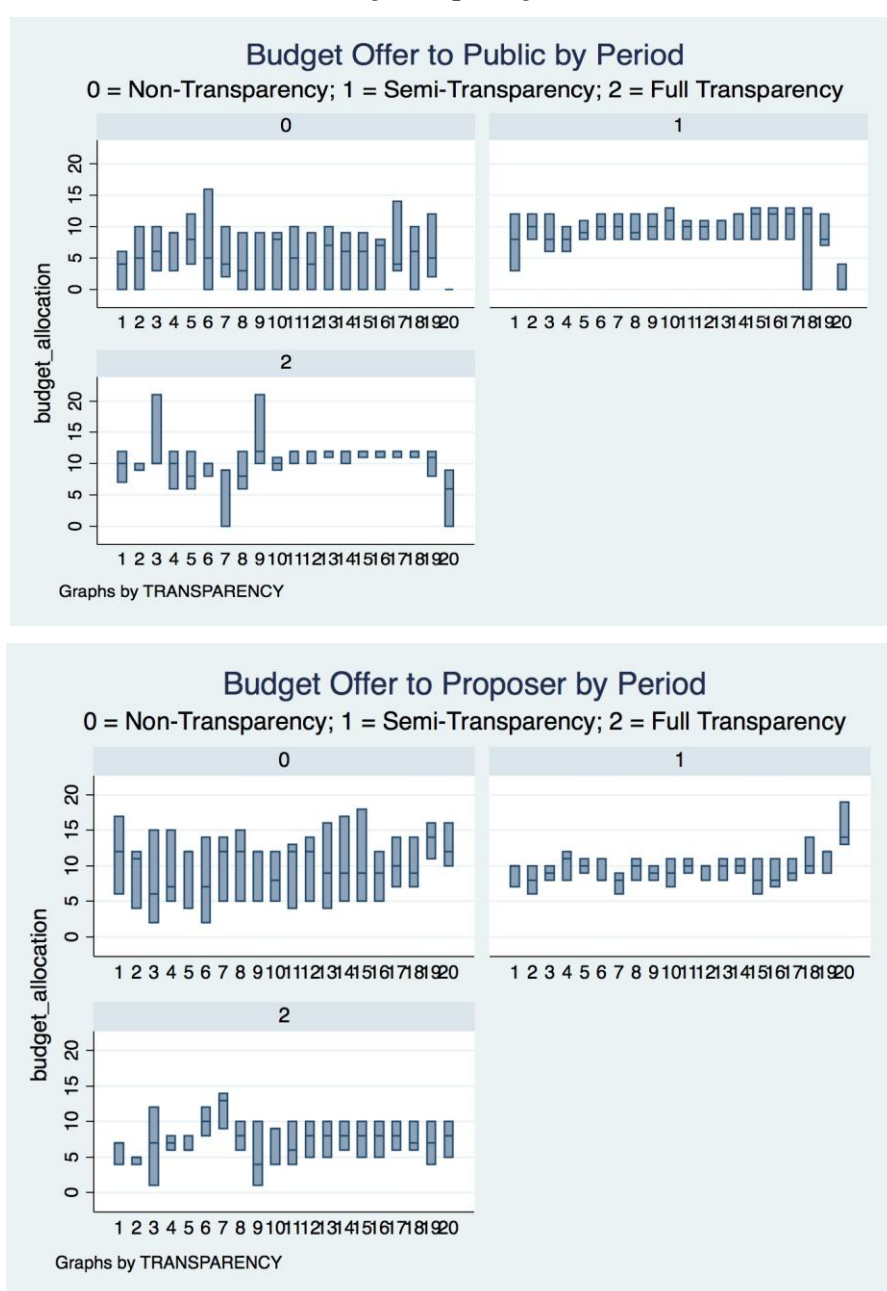 Budget Offer to Public by Period
0 = Non-Transparency; 1 = Semi-Transparency; 2 = Full Transparency
0
1
20
15
10
5
0
1 2 3 4 5 6 7 8 9 10 11 12 13 14 15 16 17 18 19 20
1 2 3 4 5 6 7 8 9 10 11 12 13 14 15 16 17 18 19 20
budget_allocation
2
20
15
10
5
0
1 2 3 4 5 6 7 8 9 10 11 12 13 14 15 16 17 18 19 20
Graphs by TRANSPARENCY
Budget Offer to Proposer by Period
0 = Non-Transparency; 1 = Semi-Transparency; 2 = Full Transparency
0
1
20
15
10
5
0
1 2 3 4 5 6 7 8 9 10 11 12 13 14 15 16 17 18 19 20
1 2 3 4 5 6 7 8 9 10 11 12 13 14 15 16 17 18 19 20
budget_allocation
2
20
15
10
5
0
1 2 3 4 5 6 7 8 9 10 11 12 13 14 15 16 17 18 19 20
Graphs by TRANSPARENCY